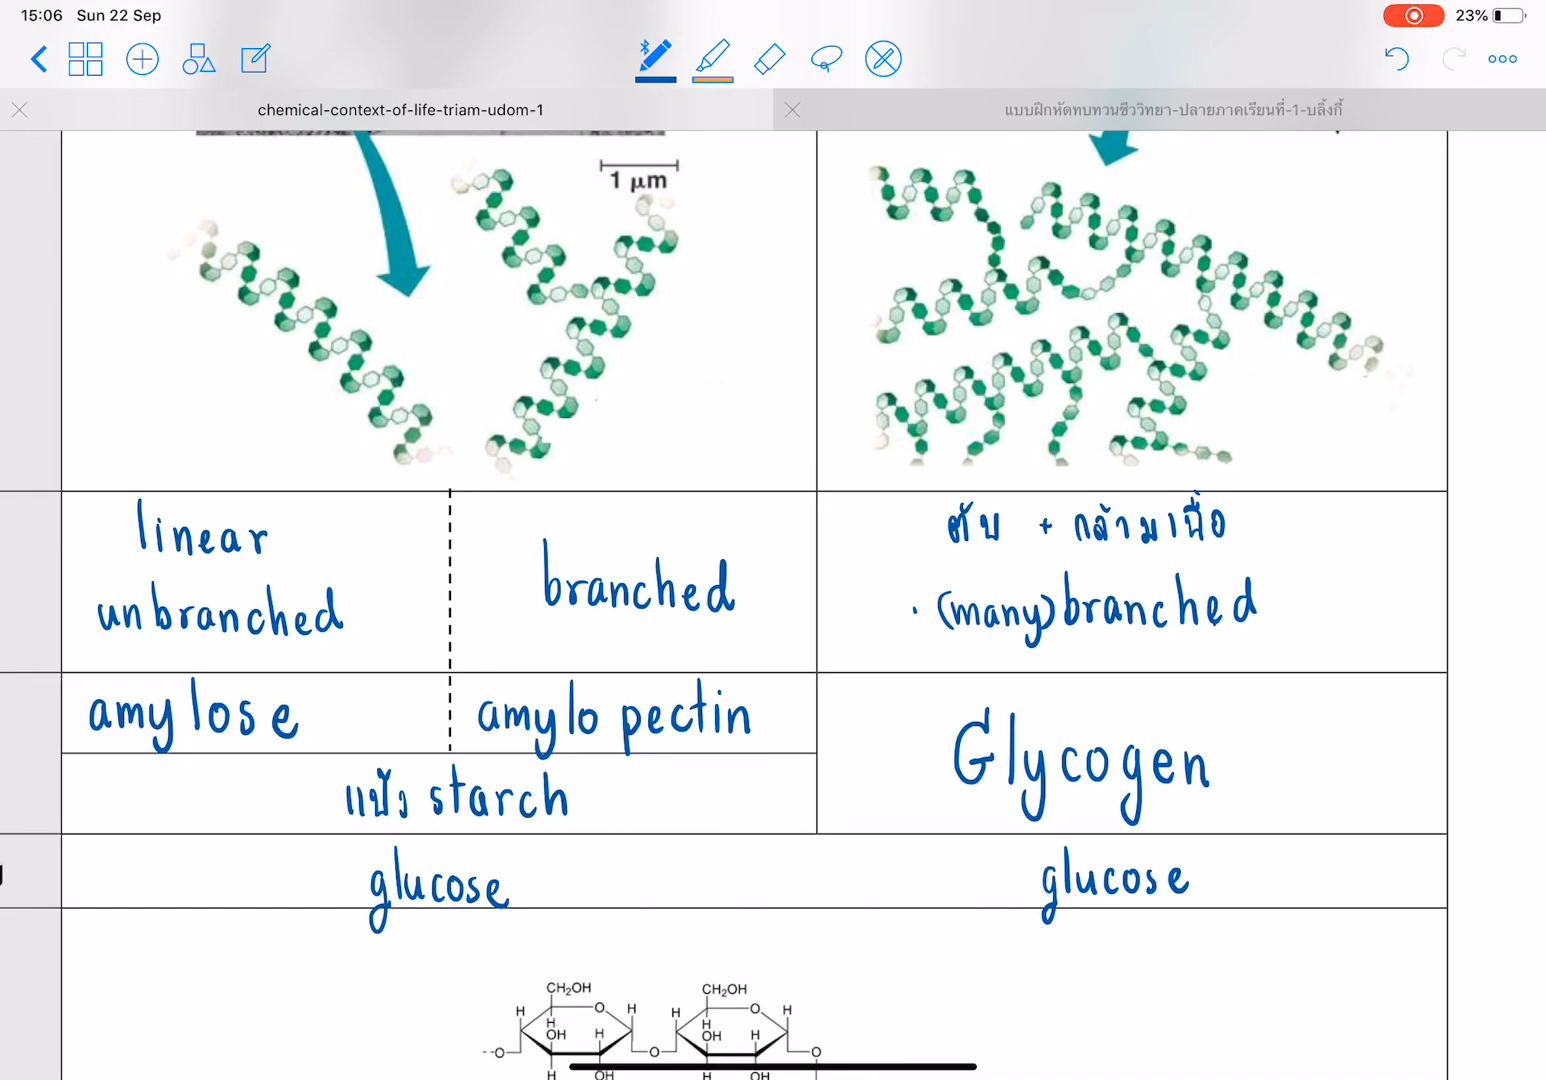 15:06 Sun 22 Sep
23%
chemical-context-of-life-triam-udom-1
แบบฝึกหัดทบทวนชีววิทยา-ปลายภาคเรียนที่-1-บลิ้งกี้
1 µm
linear
unbranched
branched
ตับ + กล้ามเนื้อ
· (many) branched
amylose
amylo pectin
Glycogen
แป้ง starch
glucose
glucose
CH₂OH CH₂OH
H O H H O H
H H
OH H OH H
--O O O
H OH H OH